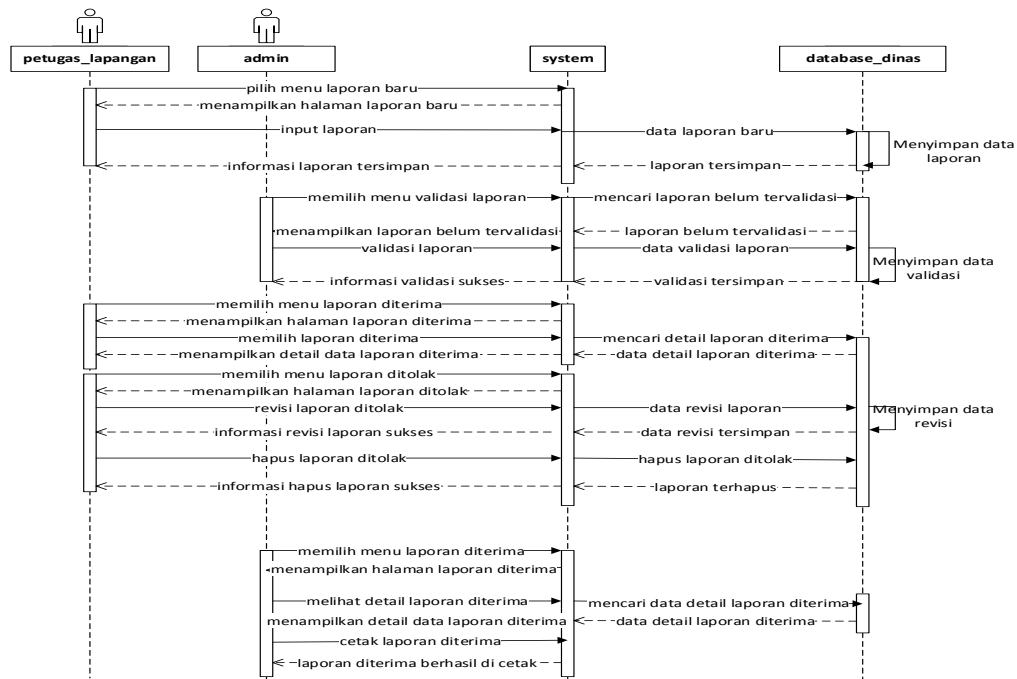 petugas_lapangan
admin
system
database_dinas
pilih menu laporan baru
menampilkan halaman laporan baru
input laporan
data laporan baru
Menyimpan data
laporan
informasi laporan tersimpan
laporan tersimpan
memilih menu validasi laporan
mencari laporan belum tervalidasi
menampilkan laporan belum tervalidasi
laporan belum tervalidasi
validasi laporan
data validasi laporan
Menyimpan data
validasi
informasi validasi sukses
validasi tersimpan
memilih menu laporan diterima
menampilkan halaman laporan diterima
memilih laporan diterima
mencari detail laporan diterima
menampilkan detail data laporan diterima
data detail laporan diterima
memilih menu laporan ditolak
menampilkan halaman laporan ditolak
revisi laporan ditolak
data revisi laporan
Menyimpan data
revisi
informasi revisi laporan sukses
data revisi tersimpan
hapus laporan ditolak
hapus laporan ditolak
informasi hapus laporan sukses
laporan terhapus
memilih menu laporan diterima
menampilkan halaman laporan diterima
melihat detail laporan diterima
mencari data detail laporan diterima
menampilkan detail data laporan diterima
data detail laporan diterima
cetak laporan diterima
laporan diterima berhasil di cetak